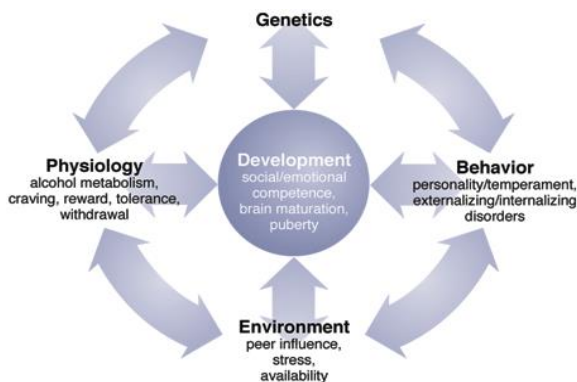 Genetics
Physiology
alcohol metabolism,
craving, reward, tolerance,
withdrawal
Development
social/emotional
competence,
brain maturation,
puberty
Behavior
personality/temperament,
externalizing/internalizing
disorders
Environment
peer influence,
stress,
availability